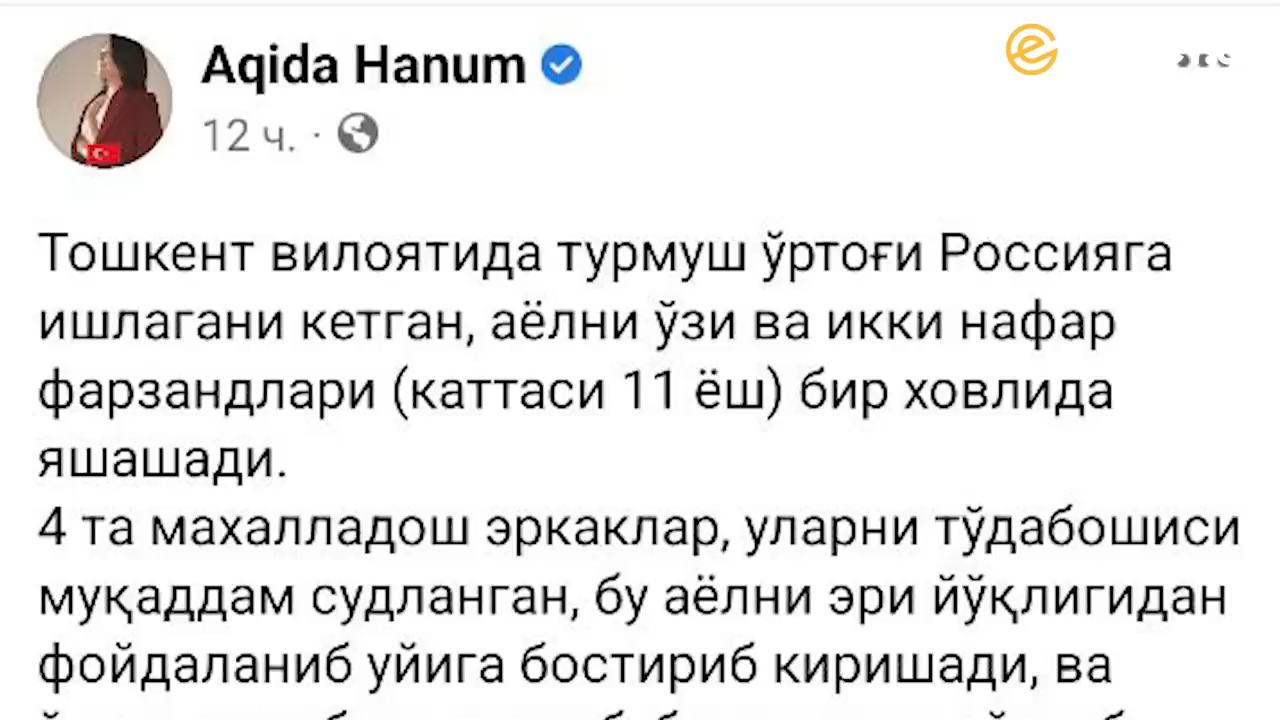 Aqida Hanum
12 ч. ·
Тошкент вилоятида турмуш ўртоғи Россияга
ишлагани кетган, аёлни ўзи ва икки нафар
фарзандлари (каттаси 11 ёш) бир ховлида
яшашади.
4 та махалладош эркаклар, уларни тўдабошиси
муқаддам судланган, бу аёлни эри йўқлигидан
фойдаланиб уйига бостириб киришади, ва